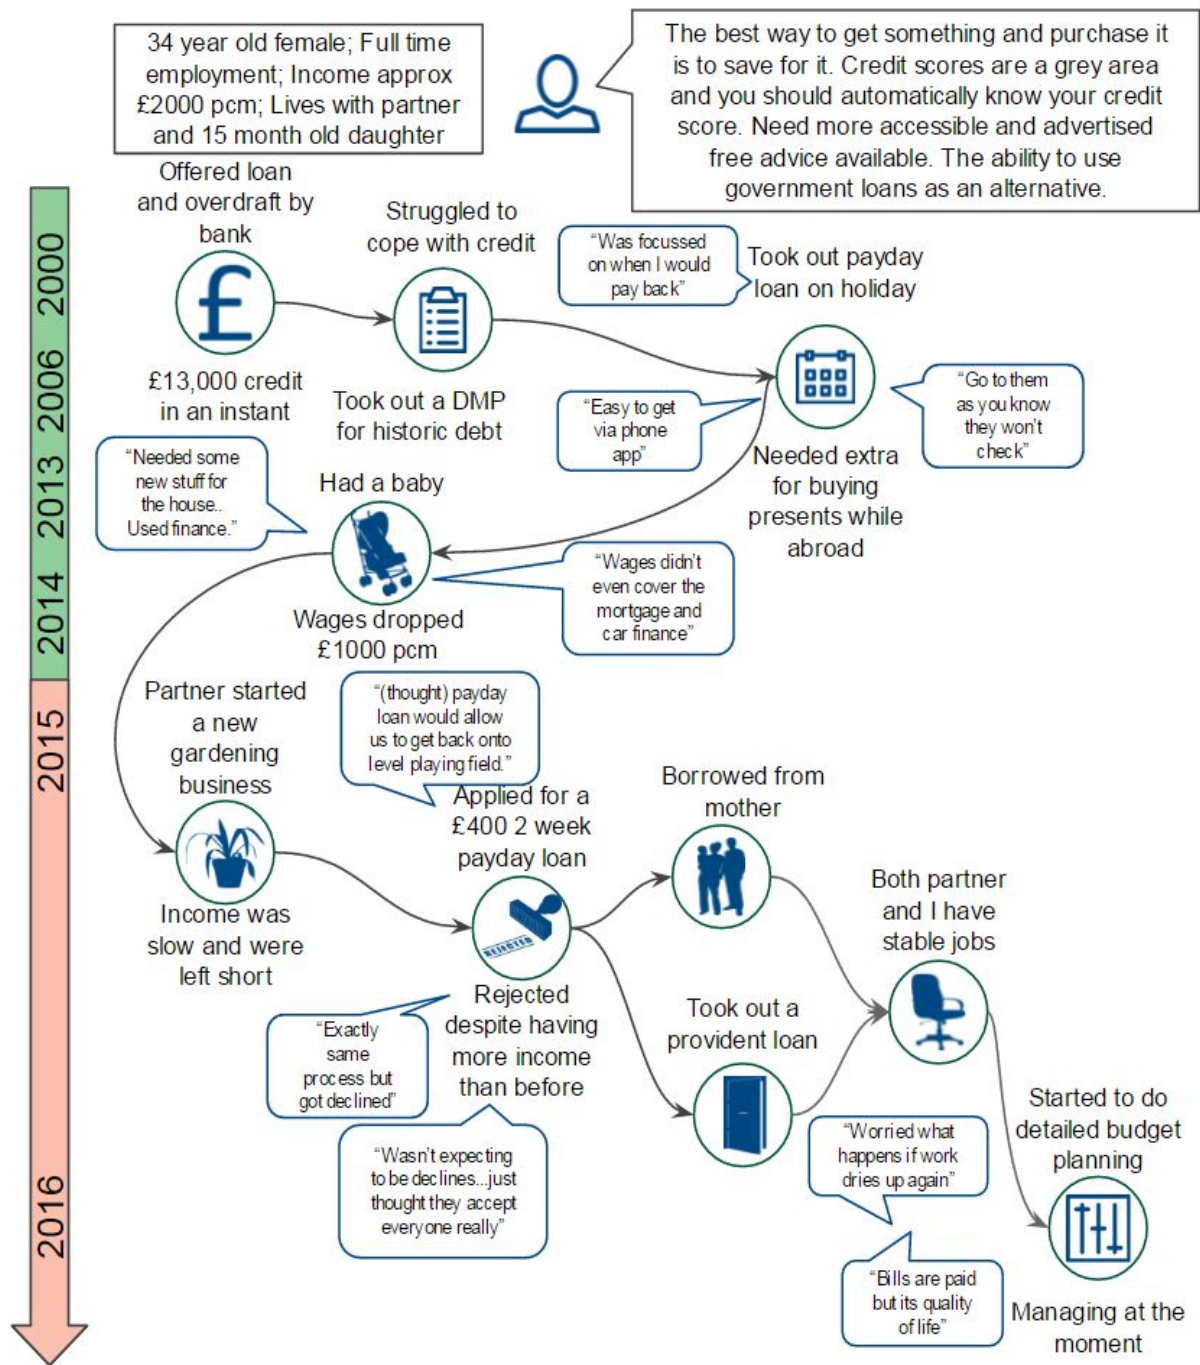 34 year old female; Full time
employment; Income approx
£2000 pcm; Lives with partner
and 15 month old daughter
The best way to get something and purchase it
is to save for it. Credit scores are a grey area
and you should automatically know your credit
score. Need more accessible and advertised
free advice available. The ability to use
government loans as an alternative.
2000
2006
2013
2014
2015
2016
Offered loan
and overdraft by
bank
£13,000 credit
in an instant
Struggled to
cope with credit
Took out a DMP
for historic debt
“Was focussed
on when I would
pay back”
Took out payday
loan on holiday
“Easy to get
via phone
app”
“Go to them
as you know
they won’t
check”
Needed extra
for buying
presents while
abroad
“Needed some
new stuff for
the house..
Used finance.”
Had a baby
Wages dropped
£1000 pcm
“Wages didn’t
even cover the
mortgage and
car finance”
Partner started
a new
gardening
business
Income was
slow and were
left short
“(thought) payday
loan would allow
us to get back onto
level playing field.”
Applied for a
£400 2 week
payday loan
REJECTED
Rejected
despite having
more income
than before
“Exactly
same
process but
got declined”
“Wasn’t expecting
to be declines...just
thought they accept
everyone really”
Borrowed from
mother
Took out a
provident loan
Both partner
and I have
stable jobs
“Worried what
happens if work
dries up again”
“Bills are paid
but its quality
of life”
Started to do
detailed budget
planning
Managing at the
moment